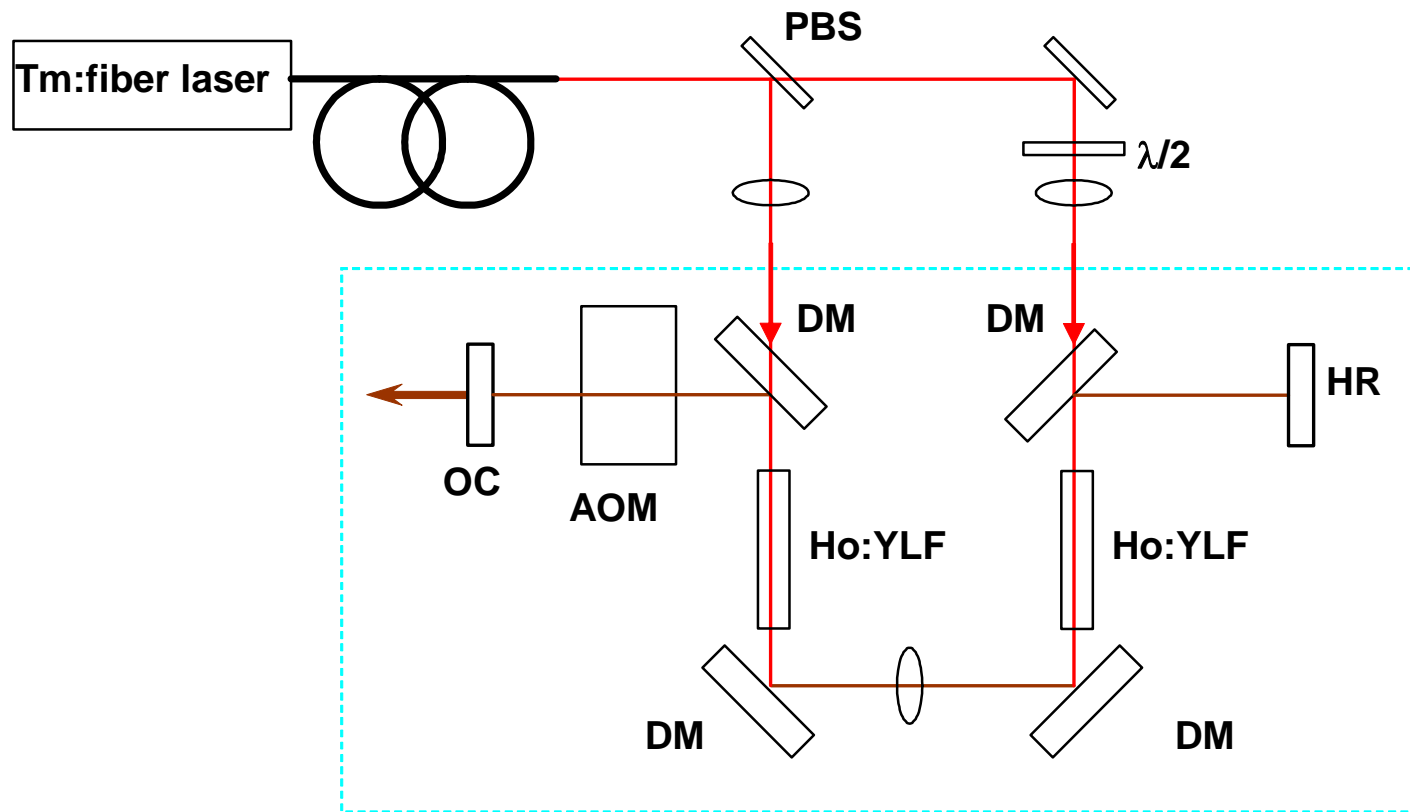 PBS
Tm:fiber laser
λ/2
DM
DM
HR
OC
AOM
Ho:YLF
Ho:YLF
DM
DM